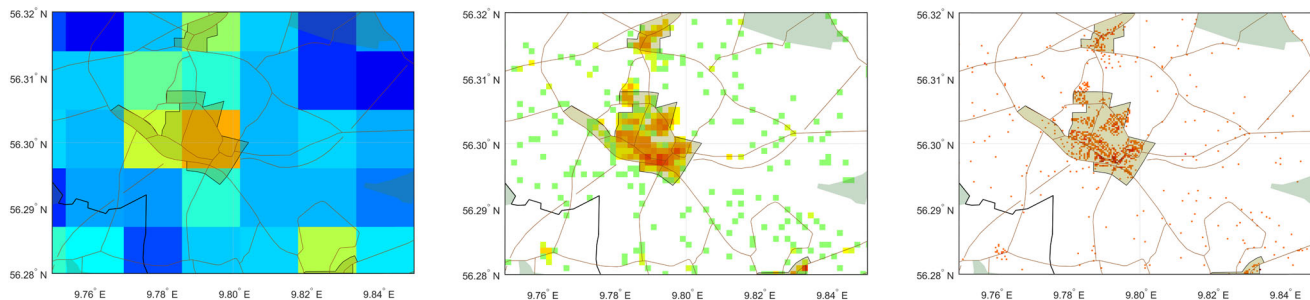 56.32° N
56.31° N
56.30° N
56.29° N
56.28° N
9.76° E
9.78° E
9.80° E
9.82° E
9.84° E
56.32° N
56.31° N
56.30° N
56.29° N
56.28° N
9.76° E
9.78° E
9.80° E
9.82° E
9.84° E
56.32° N
56.31° N
56.30° N
56.29° N
56.28° N
9.76° E
9.78° E
9.80° E
9.82° E
9.84° E